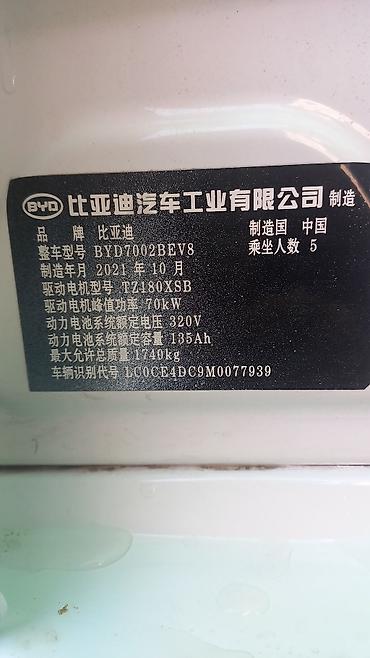 BYD 比亚迪汽车工业有限公司 制造
品 牌 比亚迪 制造国 中国
整车型号 BYD7002BEV8 乘坐人数 5
制造年月 2021 年 10 月
驱动电机型号 TZ180XSB
驱动电机峰值功率 70kW
动力电池系统额定电压 320V
动力电池系统额定容量 135Ah
最大允许总质量 1749kg
车辆识别代号 LC0CE4DC9M0077939